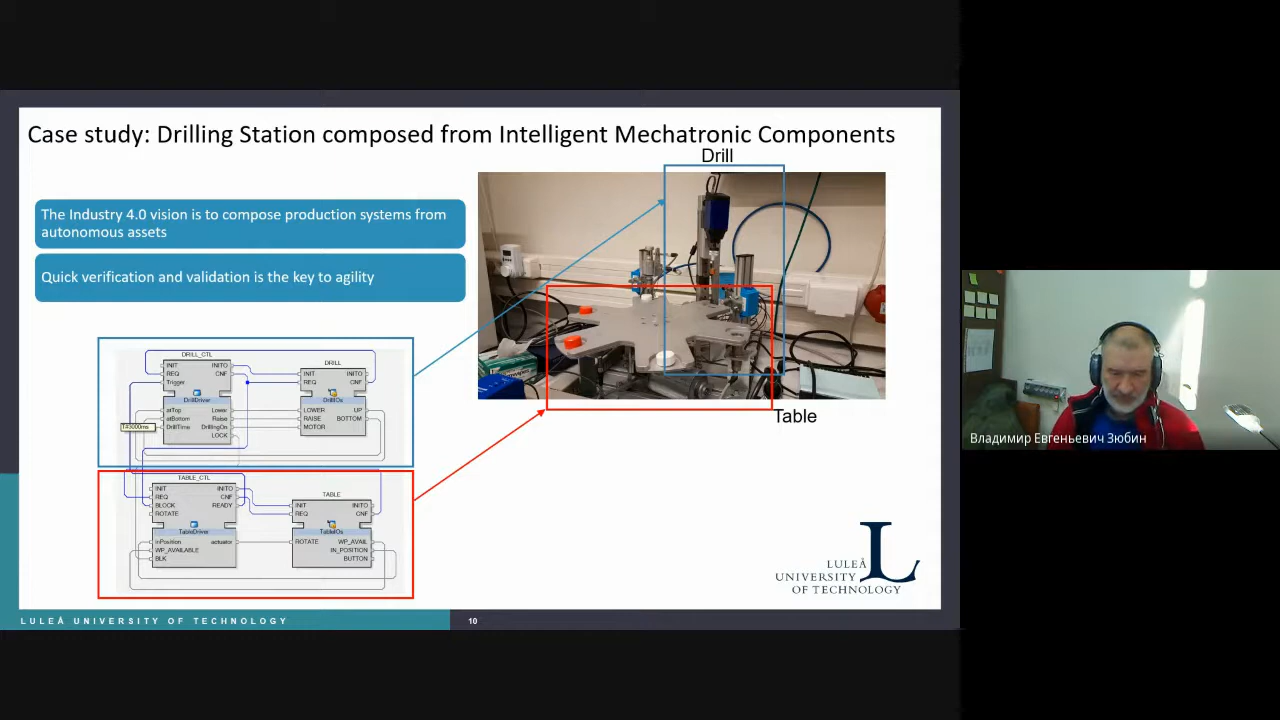 Case study: Drilling Station composed from Intelligent Mechatronic Components
Drill
The Industry 4.0 vision is to compose production systems from
autonomous assets
Quick verification and validation is the key to agility
Table
DRILL_CTL
INIT
REQ
Trigger
INITO
CNF
DrillDriver
atTop
atBottom
DrillTime
Lower
Raise
DrillingOn
LOCK
T#3000ms
DRILL
INIT
REQ
INITO
CNF
DrillIOs
LOWER
RAISE
MOTOR
UP
BOTTOM
TABLE_CTL
INIT
REQ
BLOCK
ROTATE
INITO
CNF
READY
TableDriver
inPosition
WP_AVAILABLE
BLK
actuator
TABLE
INIT
REQ
INITO
CNF
TableIOs
ROTATE
WP_AVAIL
IN_POSITION
BUTTON
LULEÅ
UNIVERSITY
OF TECHNOLOGY
L
LULEÅ UNIVERSITY OF TECHNOLOGY
10
Владимир Евгеньевич Зюбин